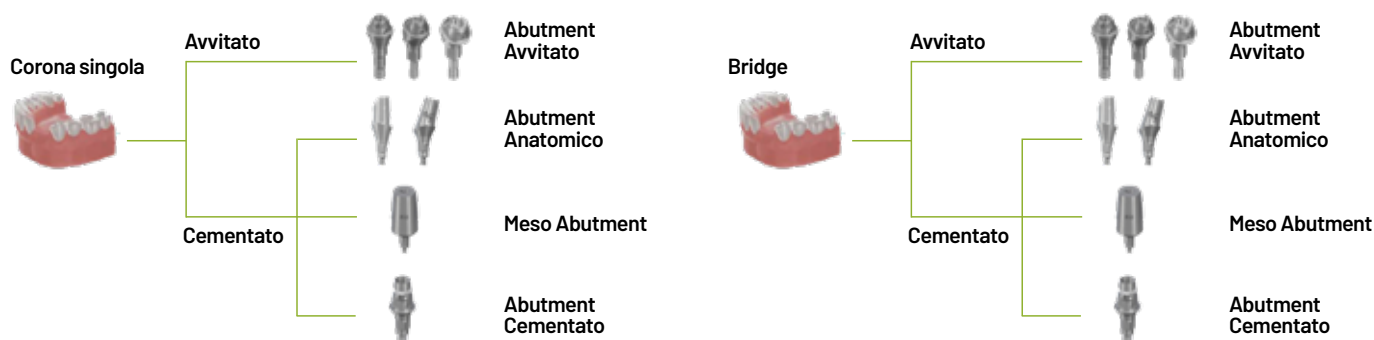 Corona singola
Avvitato
Cementato
Abutment
Avvitato
Abutment
Anatomico
Meso Abutment
Abutment
Cementato
Bridge
Avvitato
Cementato
Abutment
Avvitato
Abutment
Anatomico
Meso Abutment
Abutment
Cementato